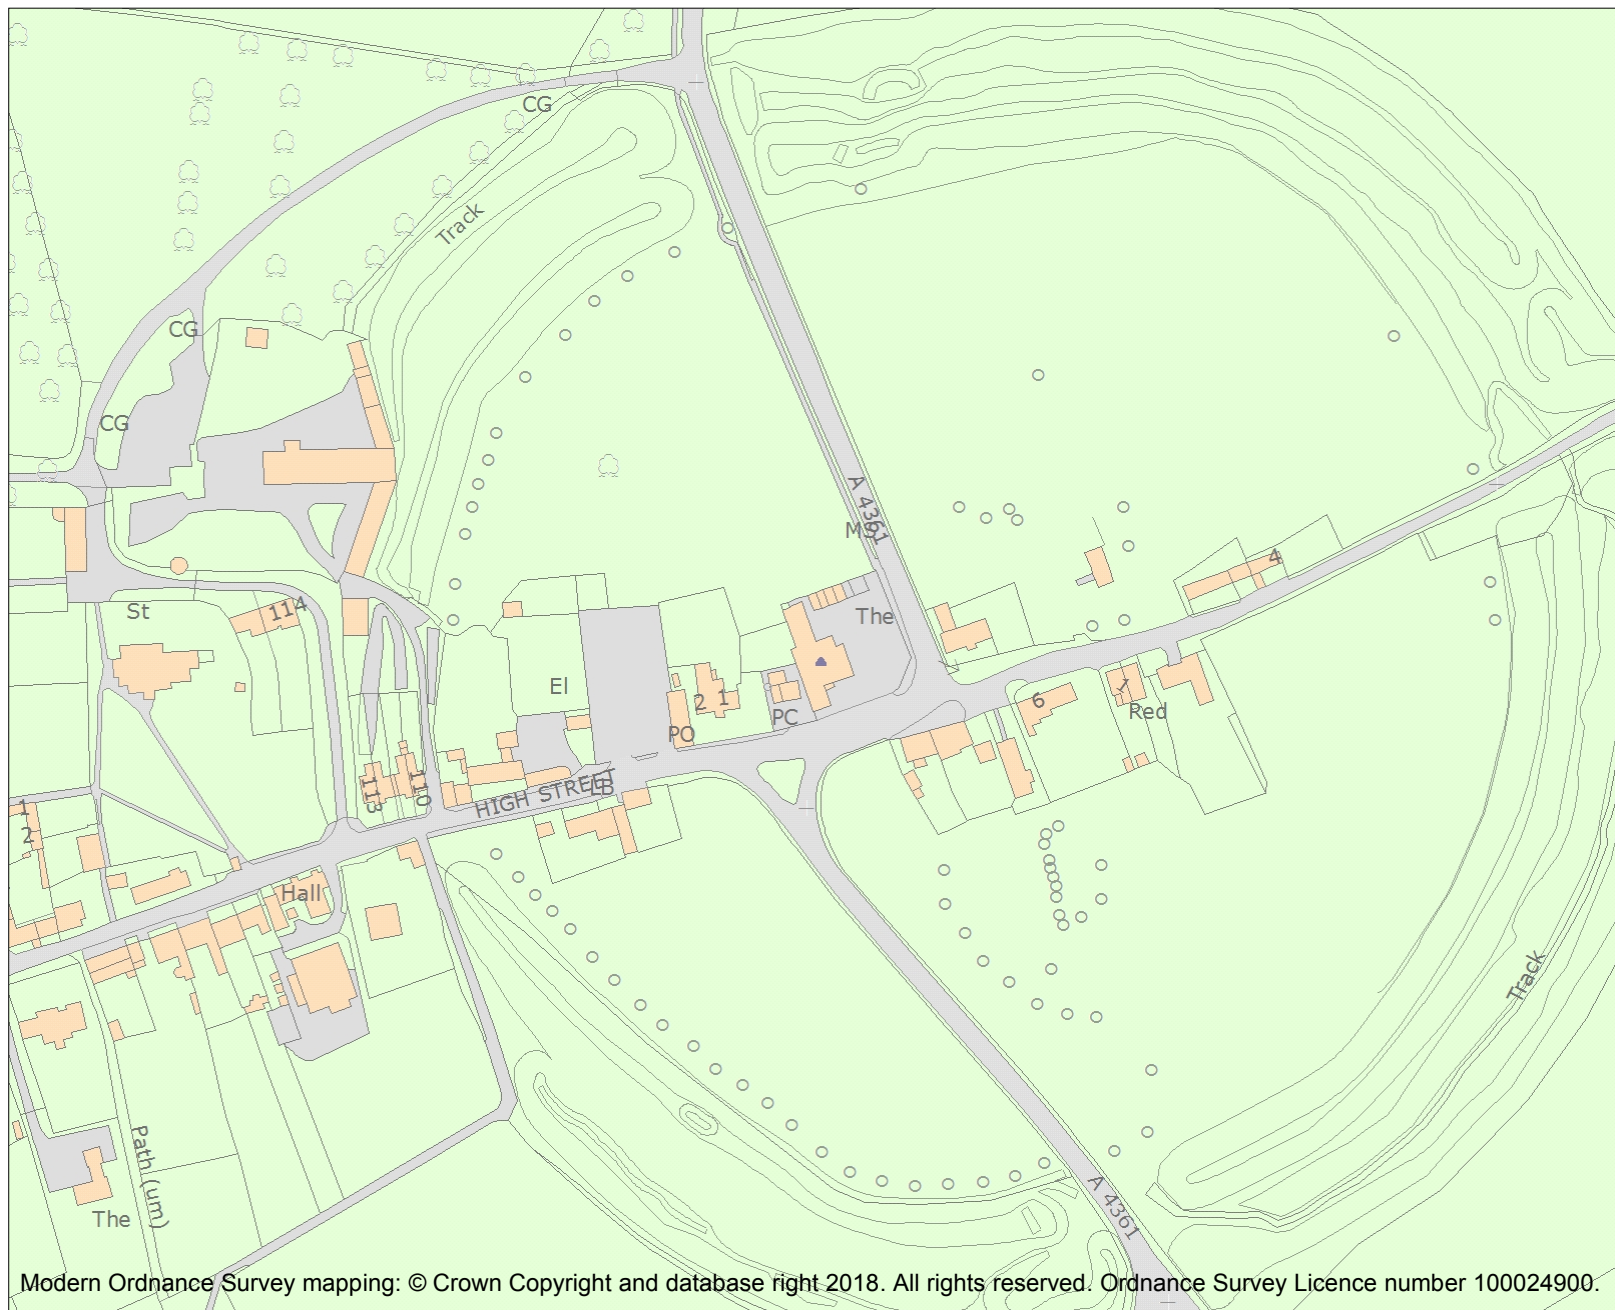 CG
Track
CG
CG
A 4361
MS
4
St
114
The
El
2 1
PO
PC
6
1
Red
113
110
HIGH STREET
LB
1
2
Hall
Track
Path (um)
The
A 4361
Modern Ordnance Survey mapping: © Crown Copyright and database right 2018. All rights reserved. Ordnance Survey Licence number 100024900.